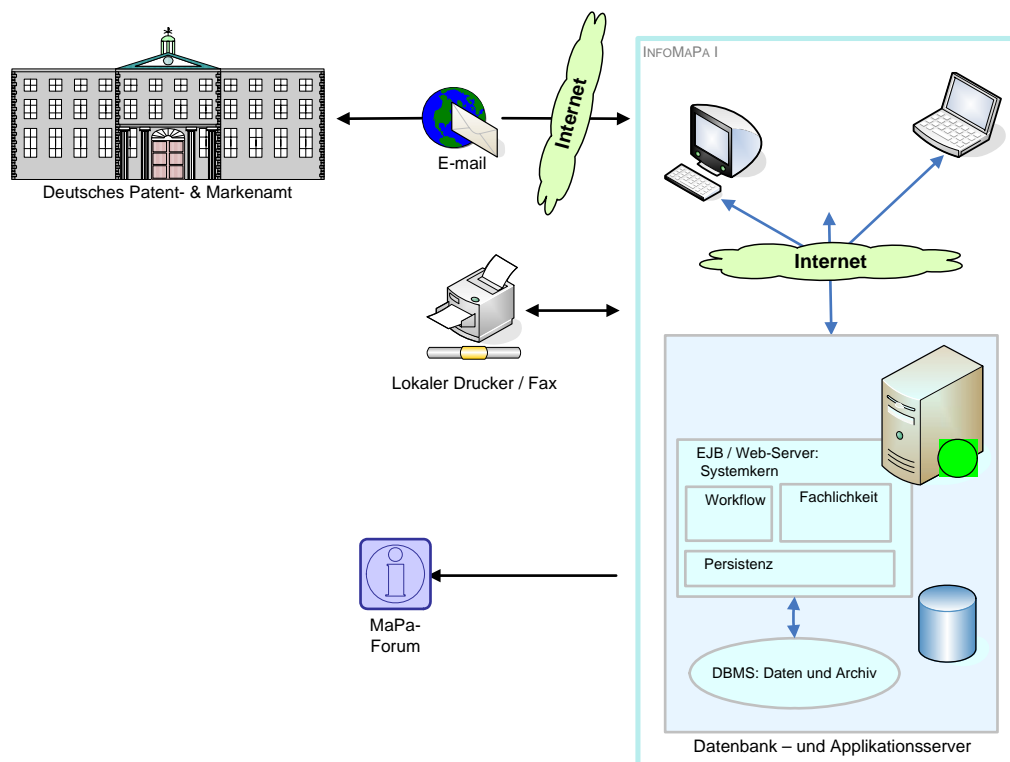 INFOMAPA I
Internet
E-mail
Deutsches Patent- & Markenamt
Internet
Lokaler Drucker / Fax
EJB / Web-Server:
Systemkern
Workflow
Fachlichkeit
Persistenz
MaPa-
Forum
DBMS: Daten und Archiv
Datenbank – und Applikationsserver